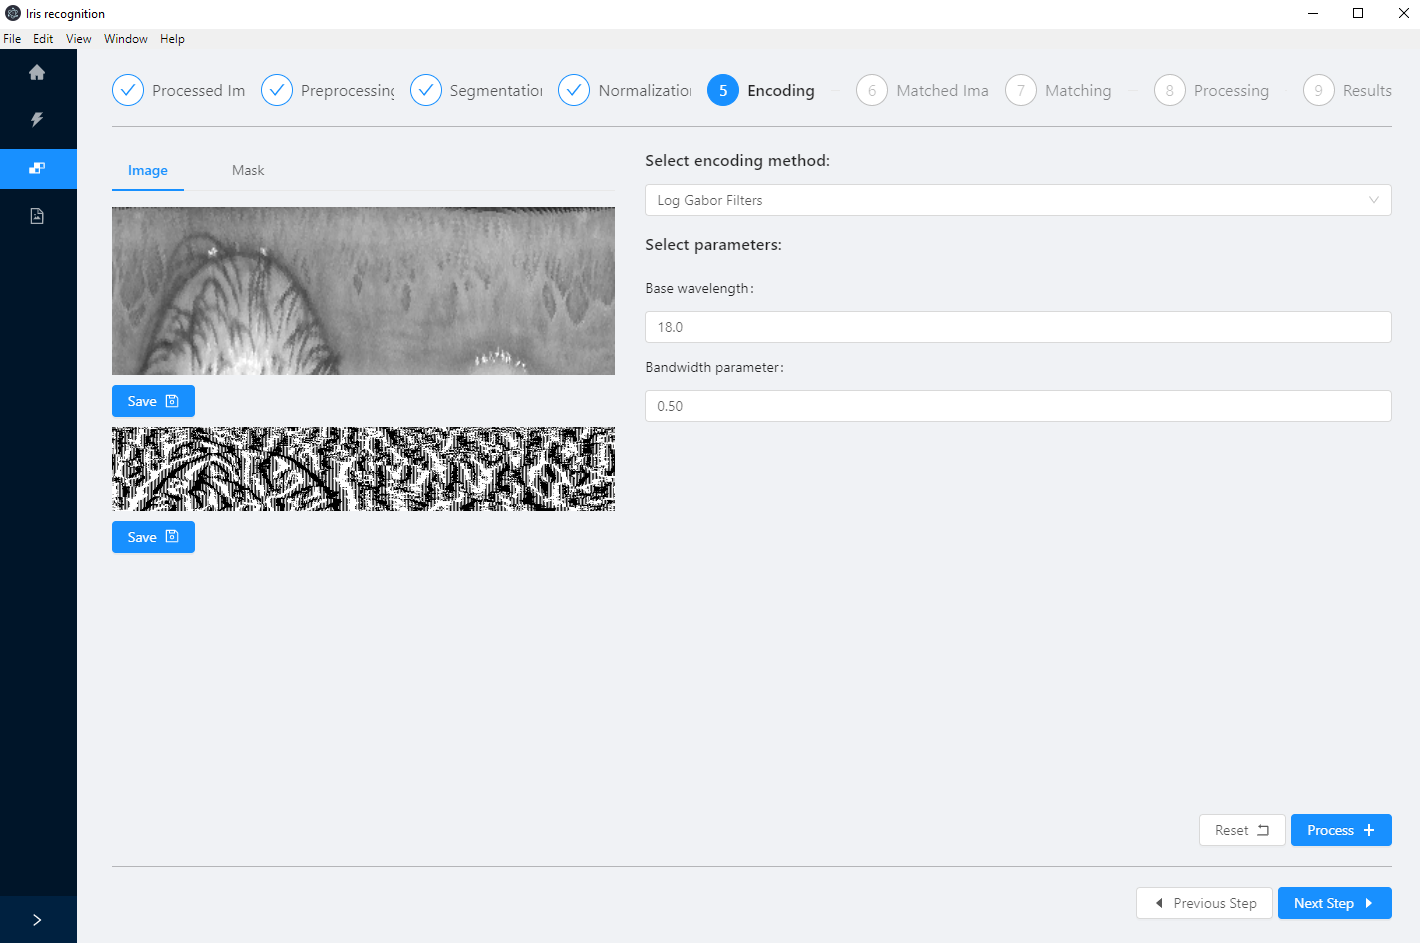 Iris recognition
File Edit View Window Help
Processed Im Preprocessing Segmentation Normalization 5 Encoding 6 Matched Ima 7 Matching 8 Processing 9 Results
Image Mask
Save
Save
Select encoding method:
Log Gabor Filters
Select parameters:
Base wavelength:
18.0
Bandwidth parameter:
0.50
Reset Process
Previous Step Next Step